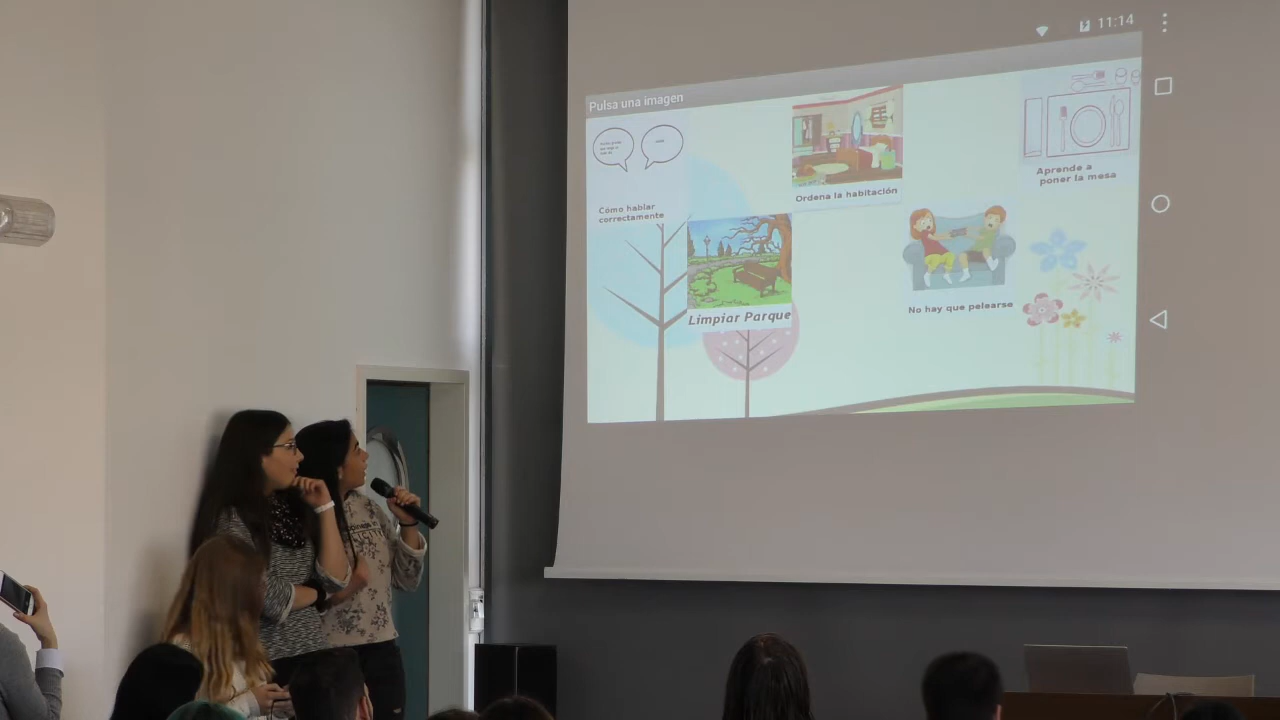 11:14
Pulsa una imagen
Cómo hablar
correctamente
Ordena la habitación
Aprende a
poner la mesa
Limpiar Parque
No hay que pelearse